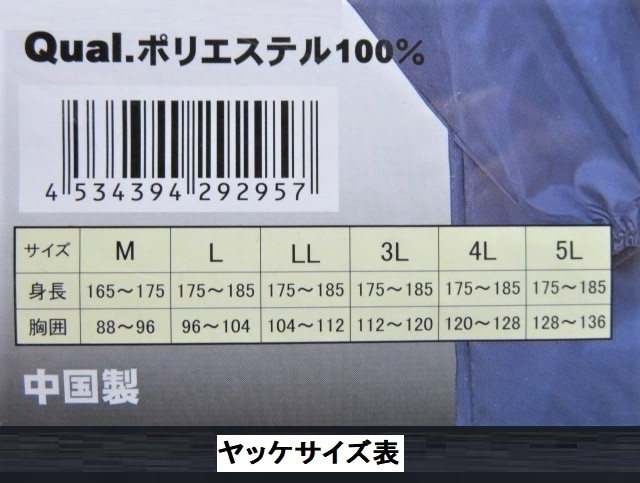 Qual.ポリエステル100%
4 534394 292957
サイズ M L LL 3L 4L 5L
身長 165～175 175～185 175～185 175～185 175～185 175～185
胸囲 88～96 96～104 104～112 112～120 120～128 128～136
中国製
ヤッケサイズ表